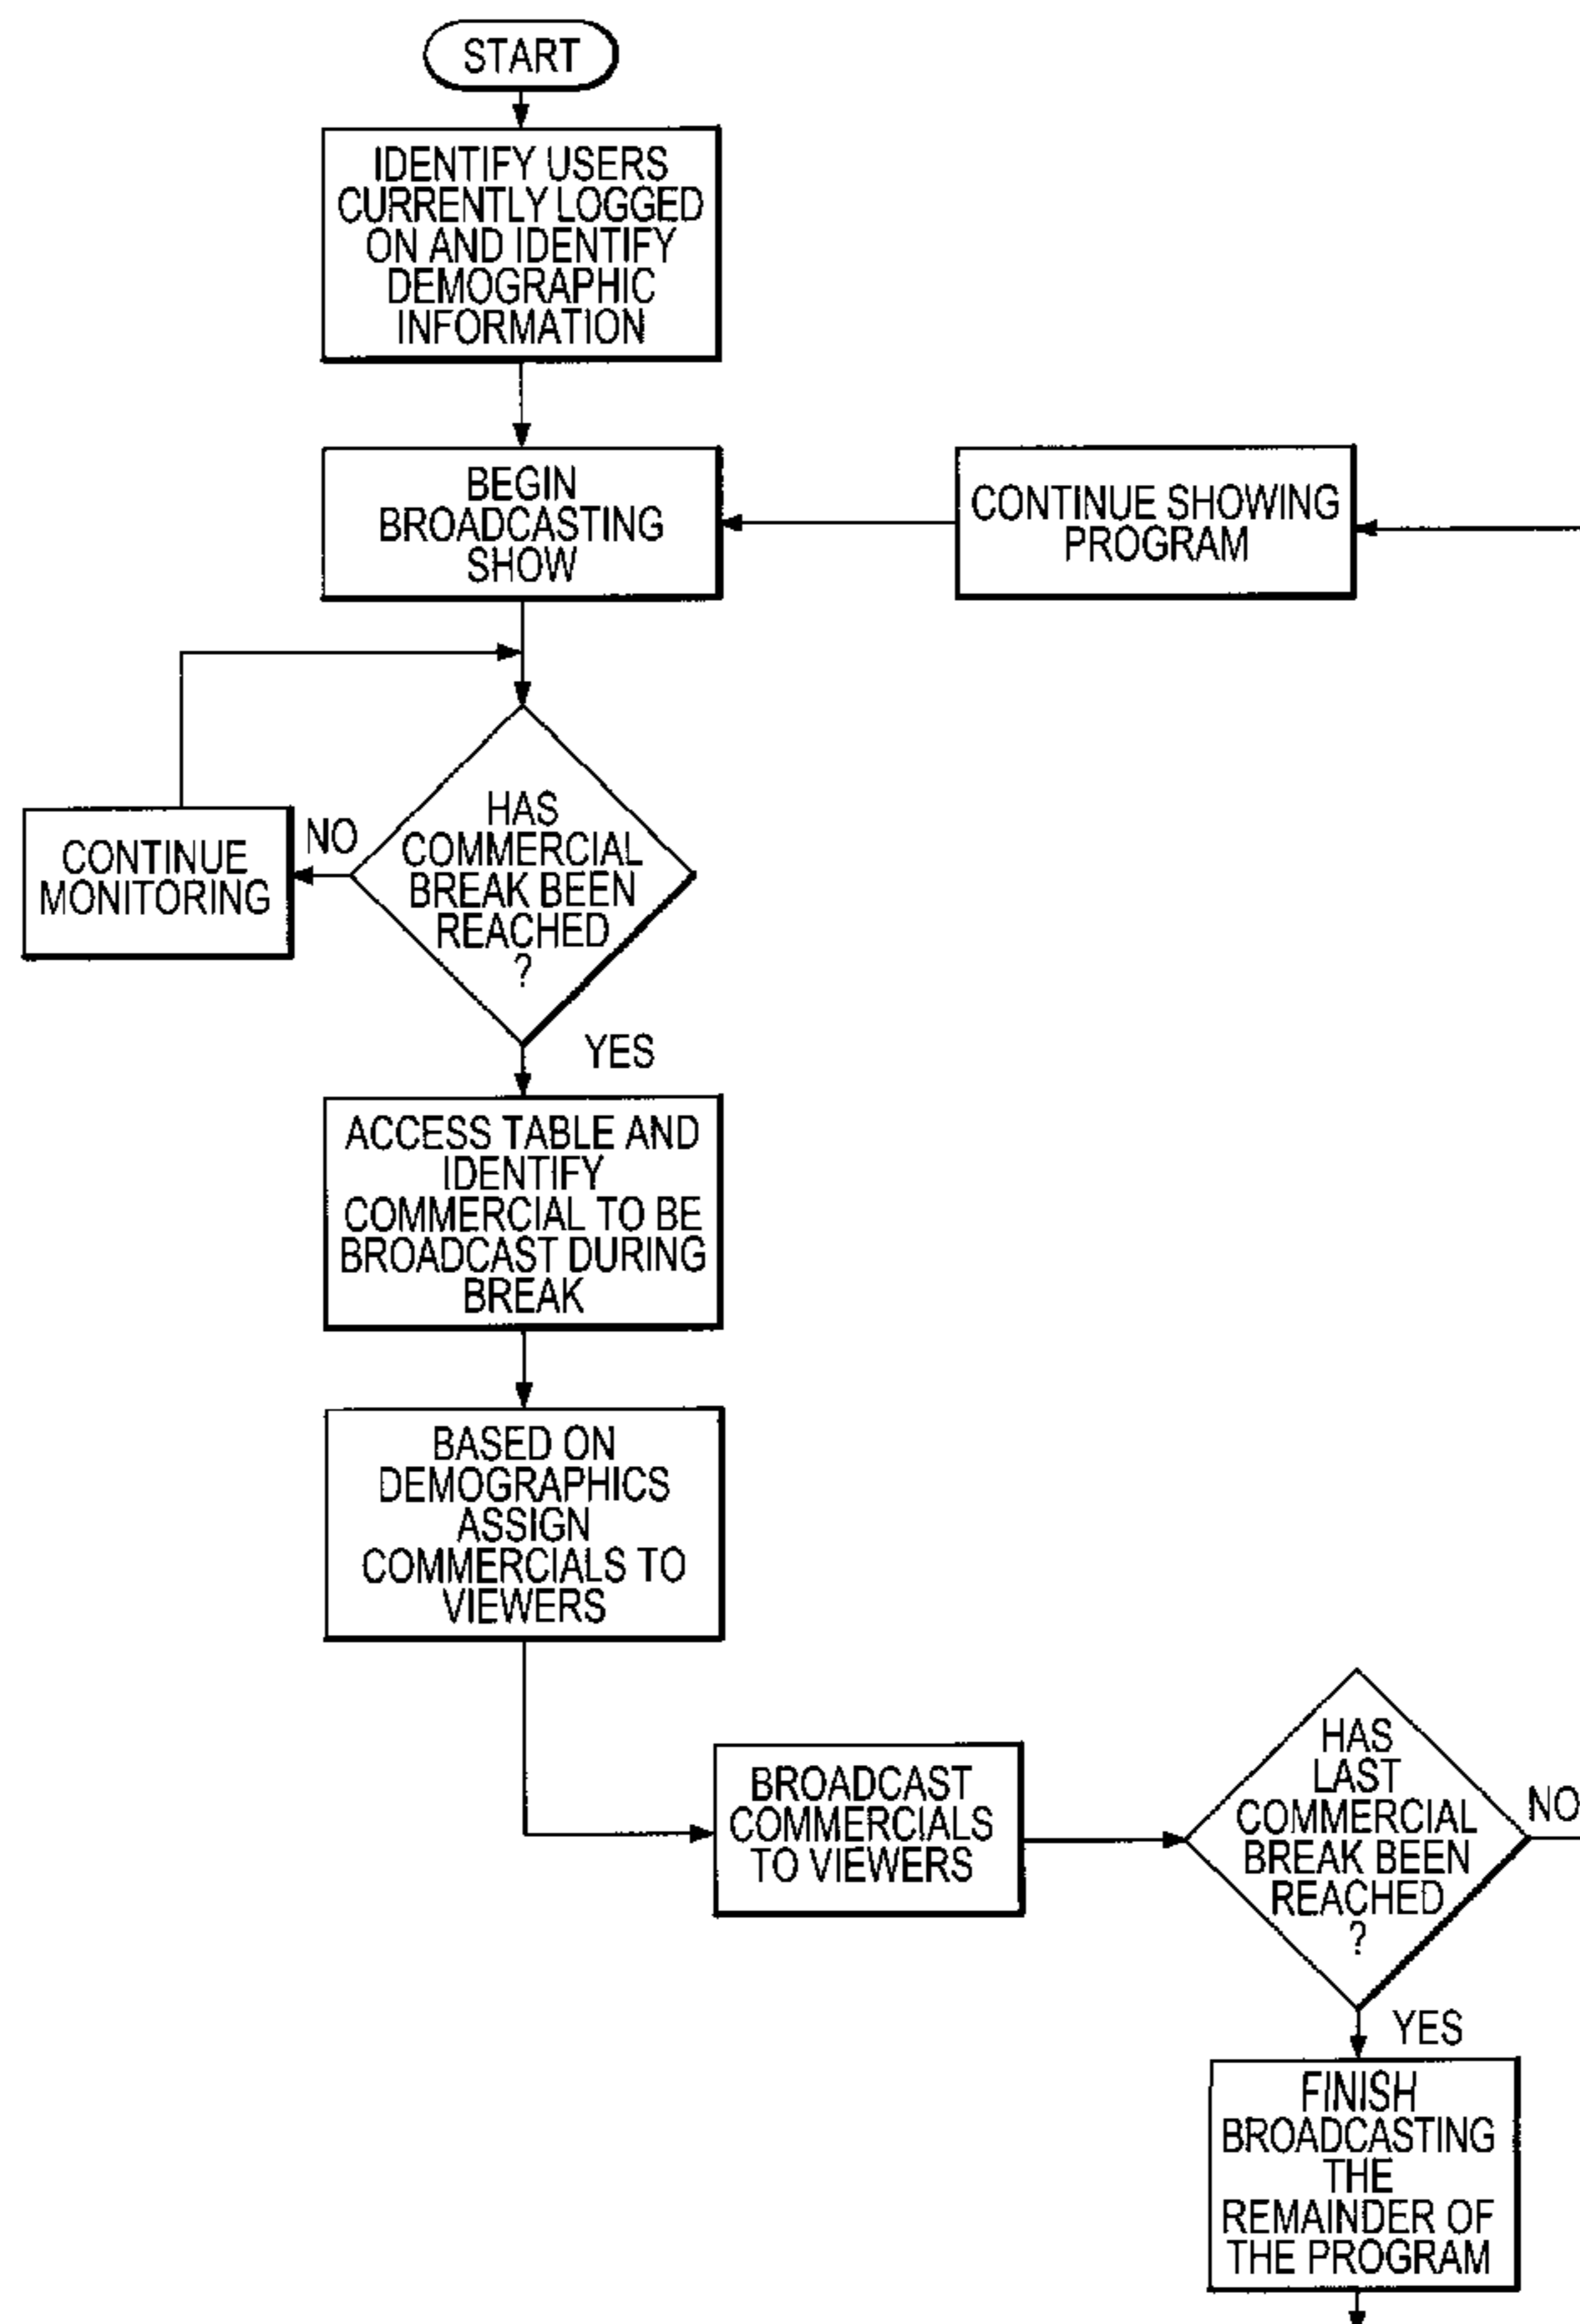 START
IDENTIFY USERS
CURRENTLY LOGGED
ON AND IDENTIFY
DEMOGRAPHIC
INFORMATION
BEGIN
BROADCASTING
SHOW
CONTINUE SHOWING
PROGRAM
HAS
COMMERCIAL
BREAK BEEN
REACHED
?
NO
CONTINUE
MONITORING
YES
ACCESS TABLE AND
IDENTIFY
COMMERCIAL TO BE
BROADCAST DURING
BREAK
BASED ON
DEMOGRAPHICS
ASSIGN
COMMERCIALS TO
VIEWERS
BROADCAST
COMMERCIALS
TO VIEWERS
HAS
LAST
COMMERCIAL
BREAK BEEN
REACHED
?
NO
YES
FINISH
BROADCASTING
THE
REMAINDER OF
THE PROGRAM